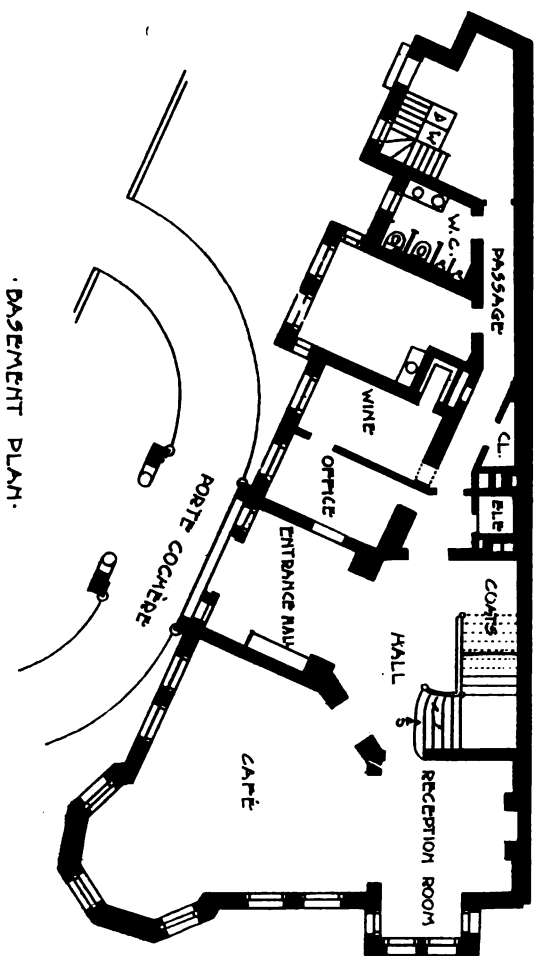 W.C.
PASSAGE
WINE
CL.
OFFICE
ELE
ENTRANCE HALL
COATS
HALL
PORTE COCHÈRE
CAFÉ
RECEPTION ROOM
·BASEMENT PLAN·